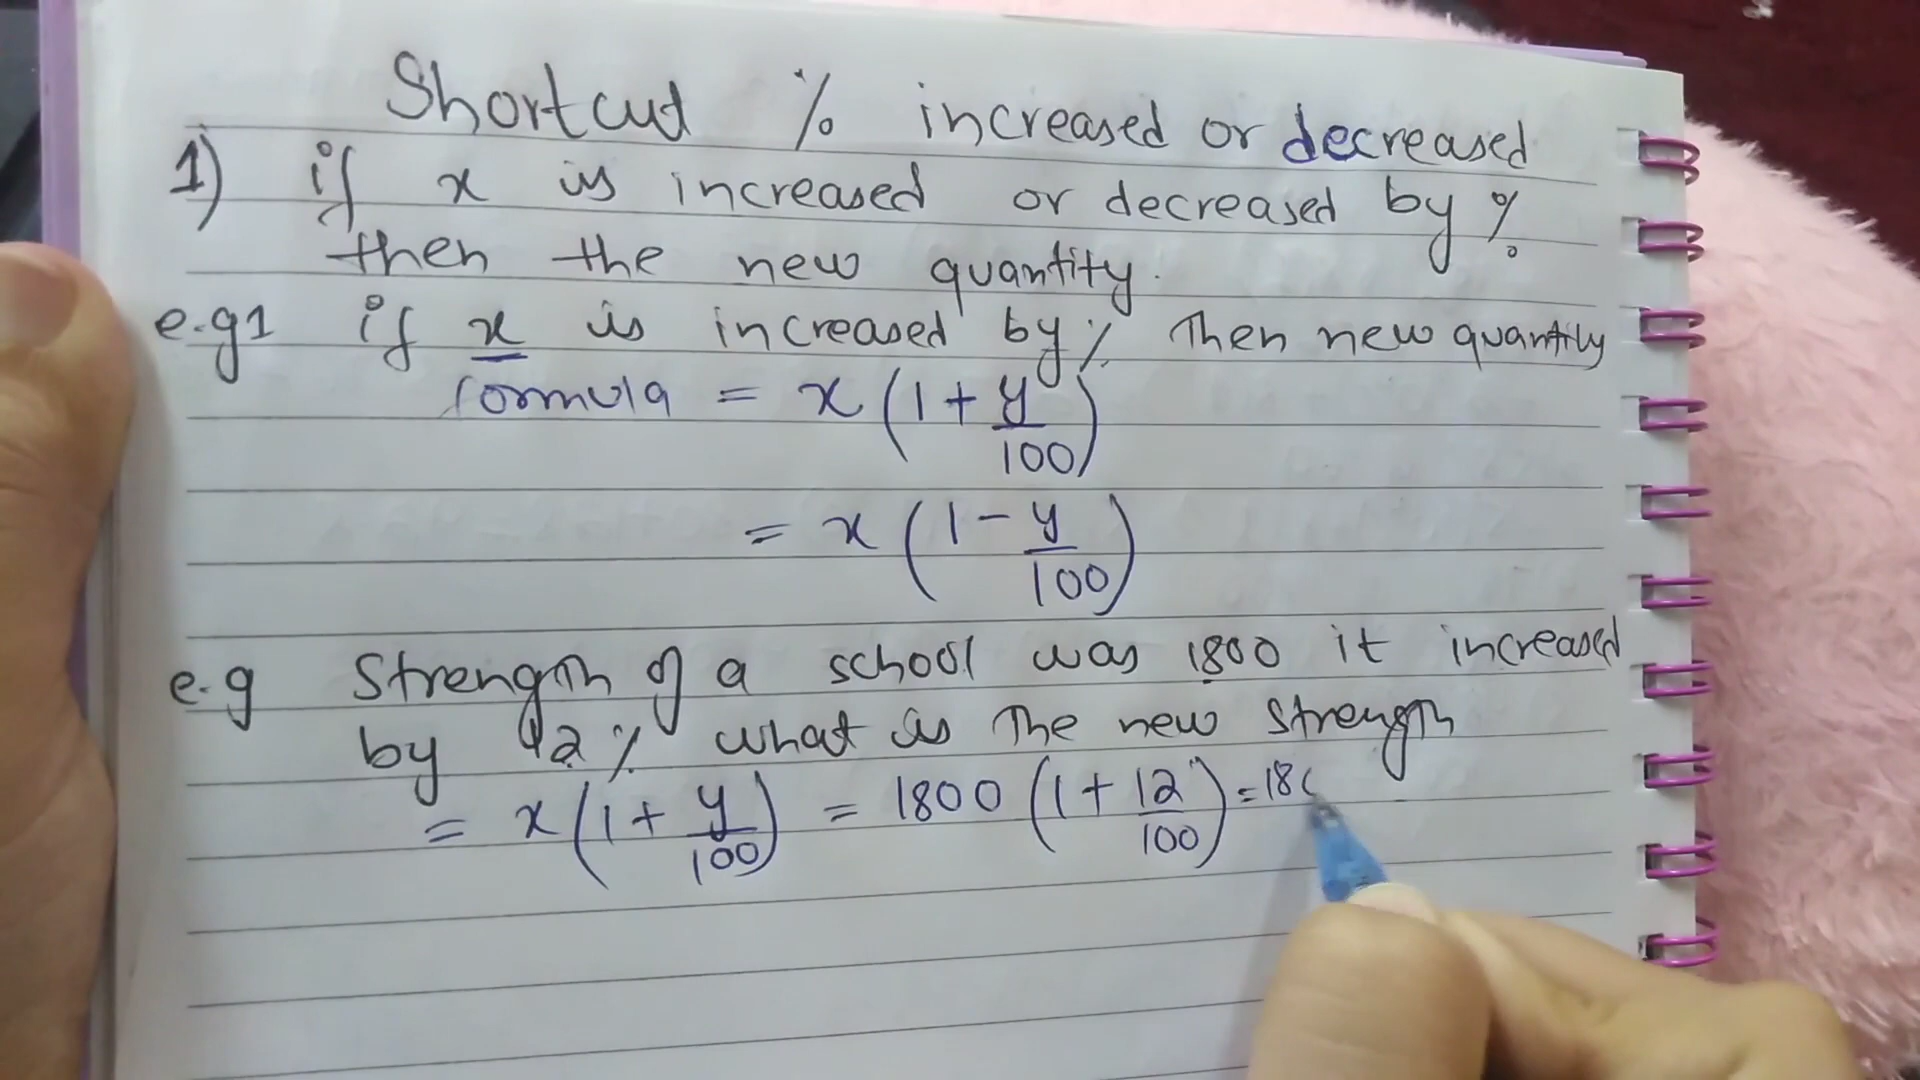 Shortcut % increased or decreased
1) if x is increased or decreased by %
then the new quantity.
e.g1 if x is increased by % Then new quantity
formula = x (1 + y/100)
= x (1 - y/100)
e.g Strength of a school was 1800 it increased
by 12 % what is The new strength
= x (1 + y/100) = 1800 (1 + 12/100) = 18